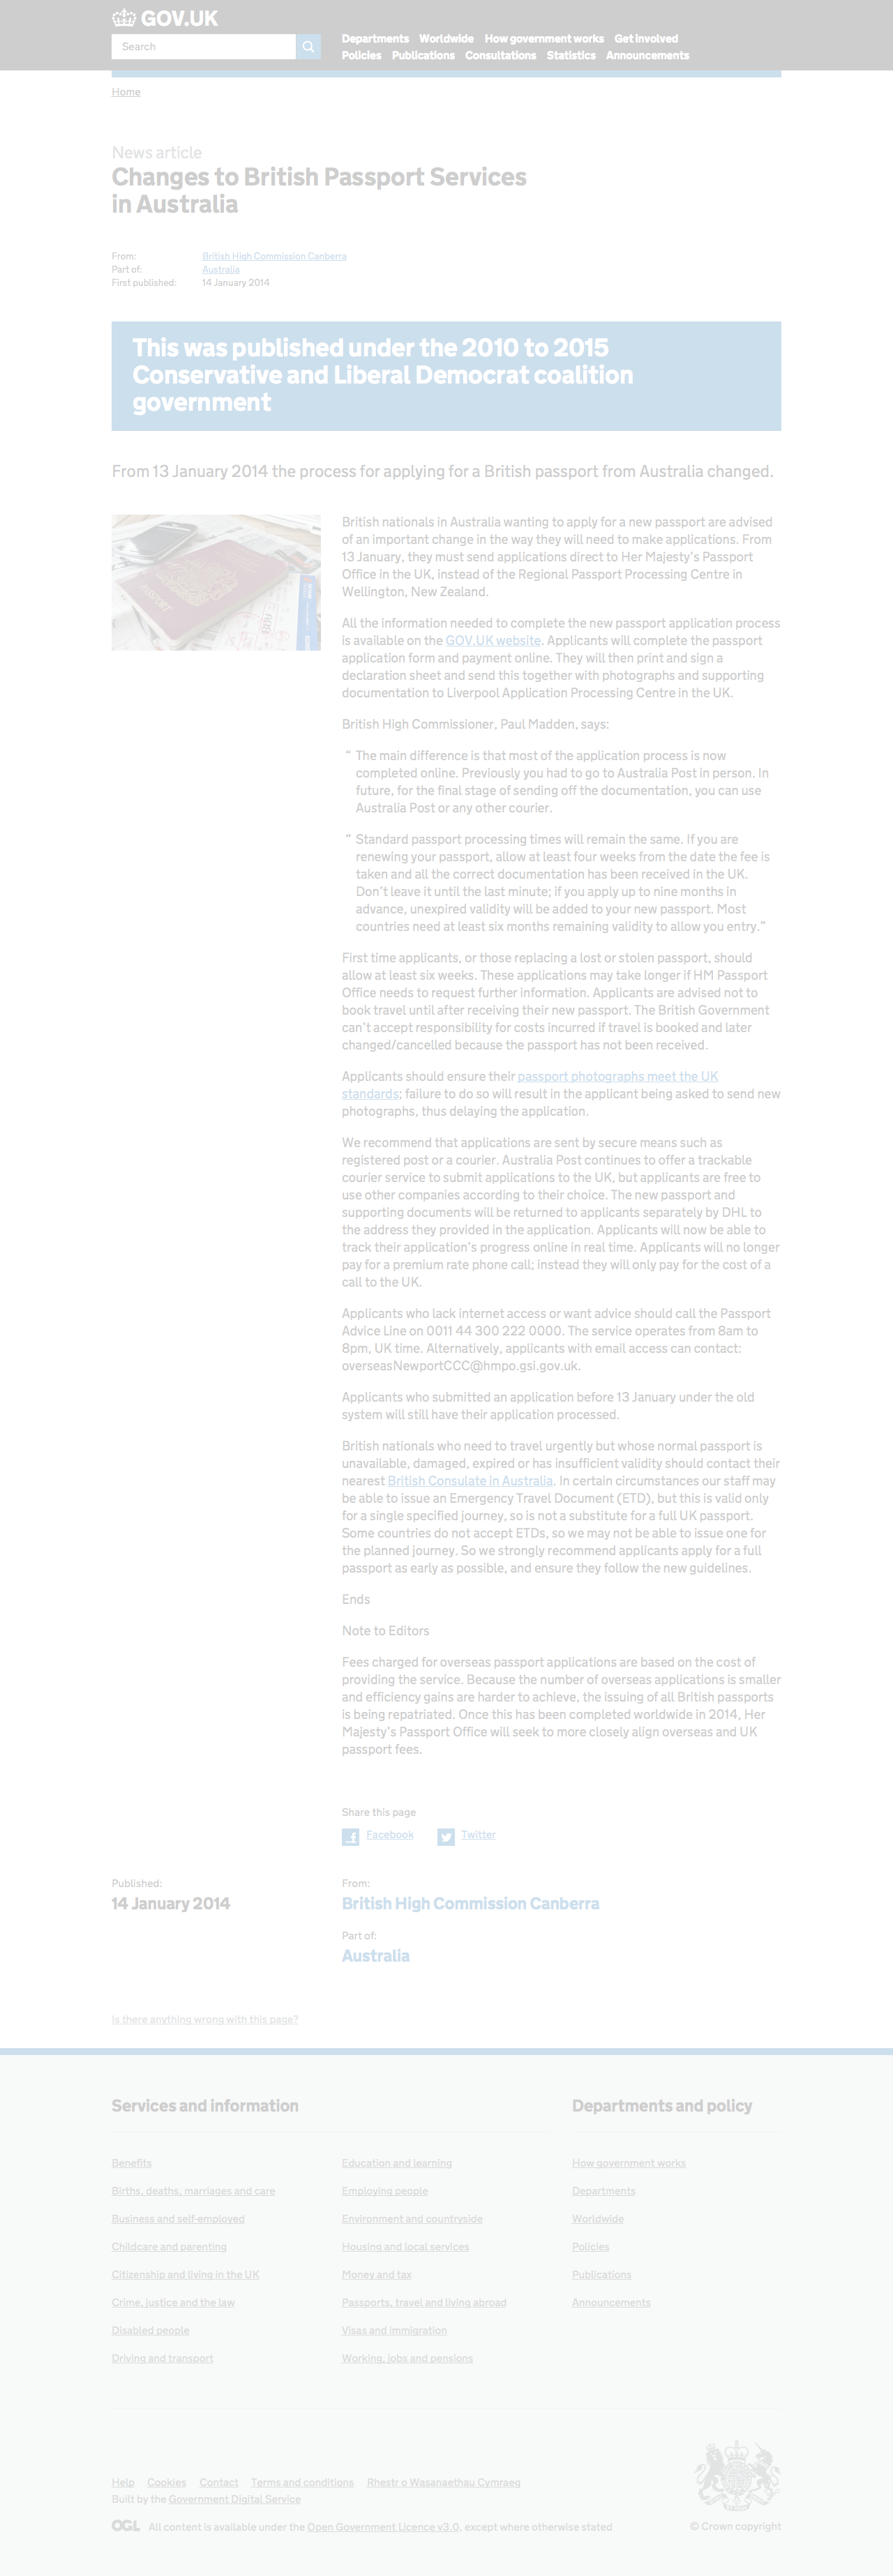 GOV.UK
Search
Departments Worldwide How government works Get involved
Policies Publications Consultations Statistics Announcements
Home
News article
Changes to British Passport Services
in Australia
From: British High Commission Canberra
Part of: Australia
First published: 14 January 2014
This was published under the 2010 to 2015
Conservative and Liberal Democrat coalition
government
From 13 January 2014 the process for applying for a British passport from Australia changed.
British nationals in Australia wanting to apply for a new passport are advised
of an important change in the way they will need to make applications. From
13 January, they must send applications direct to Her Majesty's Passport
Office in the UK, instead of the Regional Passport Processing Centre in
Wellington, New Zealand.
All the information needed to complete the new passport application process
is available on the GOV.UK website. Applicants will complete the passport
application form and payment online. They will then print and sign a
declaration sheet and send this together with photographs and supporting
documentation to Liverpool Application Processing Centre in the UK.
British High Commissioner, Paul Madden, says:
“ The main difference is that most of the application process is now
completed online. Previously you had to go to Australia Post in person. In
future, for the final stage of sending off the documentation, you can use
Australia Post or any other courier.
“ Standard passport processing times will remain the same. If you are
renewing your passport, allow at least four weeks from the date the fee is
taken and all the correct documentation has been received in the UK.
Don't leave it until the last minute; if you apply up to nine months in
advance, unexpired validity will be added to your new passport. Most
countries need at least six months remaining validity to allow you entry.”
First time applicants, or those replacing a lost or stolen passport, should
allow at least six weeks. These applications may take longer if HM Passport
Office needs to request further information. Applicants are advised not to
book travel until after receiving their new passport. The British Government
can't accept responsibility for costs incurred if travel is booked and later
changed/cancelled because the passport has not been received.
Applicants should ensure their passport photographs meet the UK
standards; failure to do so will result in the applicant being asked to send new
photographs, thus delaying the application.
We recommend that applications are sent by secure means such as
registered post or a courier. Australia Post continues to offer a trackable
courier service to submit applications to the UK, but applicants are free to
use other companies according to their choice. The new passport and
supporting documents will be returned to applicants separately by DHL to
the address they provided in the application. Applicants will now be able to
track their application's progress online in real time. Applicants will no longer
pay for a premium rate phone call; instead they will only pay for the cost of a
call to the UK.
Applicants who lack internet access or want advice should call the Passport
Advice Line on 0011 44 300 222 0000. The service operates from 8am to
8pm, UK time. Alternatively, applicants with email access can contact:
overseasNewportCCC@hmpo.gsi.gov.uk.
Applicants who submitted an application before 13 January under the old
system will still have their application processed.
British nationals who need to travel urgently but whose normal passport is
unavailable, damaged, expired or has insufficient validity should contact their
nearest British Consulate in Australia. In certain circumstances our staff may
be able to issue an Emergency Travel Document (ETD), but this is valid only
for a single specified journey, so is not a substitute for a full UK passport.
Some countries do not accept ETDs, so we may not be able to issue one for
the planned journey. So we strongly recommend applicants apply for a full
passport as early as possible, and ensure they follow the new guidelines.
Ends
Note to Editors
Fees charged for overseas passport applications are based on the cost of
providing the service. Because the number of overseas applications is smaller
and efficiency gains are harder to achieve, the issuing of all British passports
is being repatriated. Once this has been completed worldwide in 2014, Her
Majesty's Passport Office will seek to more closely align overseas and UK
passport fees.
Share this page
Facebook Twitter
Published:
14 January 2014
From:
British High Commission Canberra
Part of:
Australia
Is there anything wrong with this page?
Services and information
Benefits
Births, deaths, marriages and care
Business and self-employed
Childcare and parenting
Citizenship and living in the UK
Crime, justice and the law
Disabled people
Driving and transport
Education and learning
Employing people
Environment and countryside
Housing and local services
Money and tax
Passports, travel and living abroad
Visas and immigration
Working, jobs and pensions
Departments and policy
How government works
Departments
Worldwide
Policies
Publications
Announcements
Help Cookies Contact Terms and conditions Rhestr o Wasanaethau Cymraeg
Built by the Government Digital Service
OGL All content is available under the Open Government Licence v3.0, except where otherwise stated
© Crown copyright